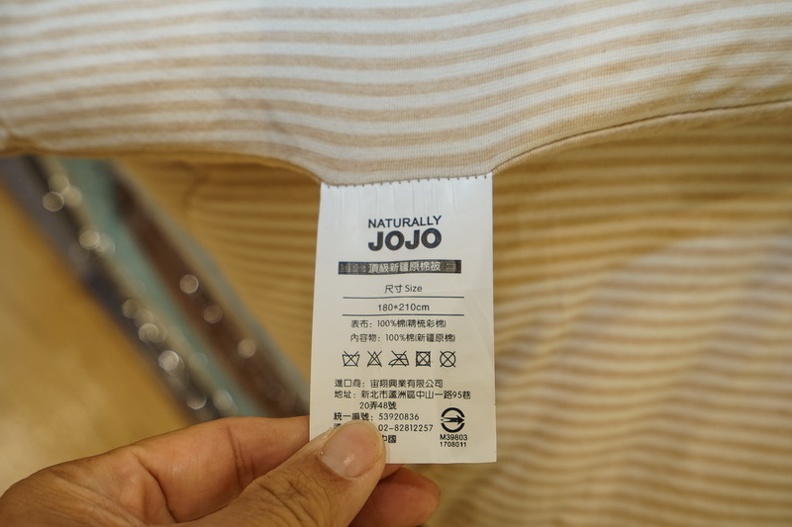 NATURALLY
JOJO
頂級新疆原棉被
尺寸 Size
180*210cm
表布: 100%棉(精梳彩棉)
內容物: 100%棉(新疆原棉)
進口商: 宙翔興業有限公司
地址: 新北市蘆洲區中山一路95巷
20弄48號
統一編號: 53920836
02-82812257
中國
M39803
1708011